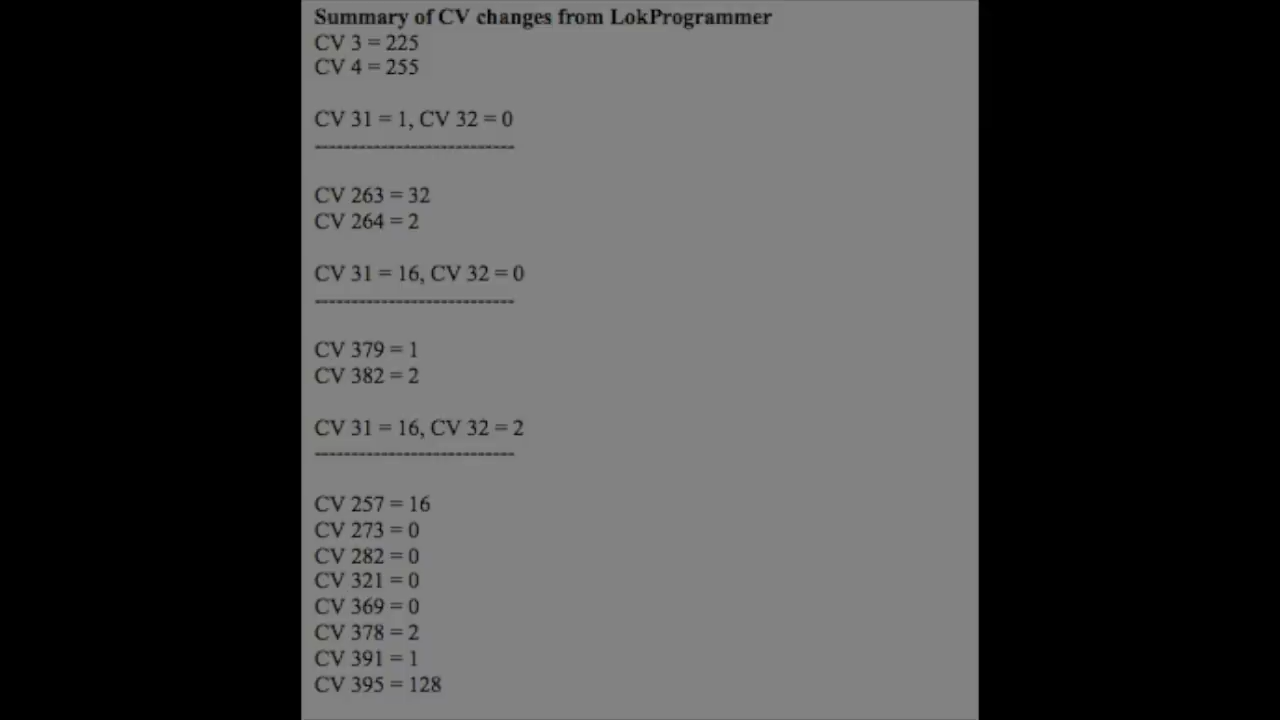 Summary of CV changes from LokProgrammer
CV 3 = 225
CV 4 = 255
CV 31 = 1, CV 32 = 0
----------------------------
CV 263 = 32
CV 264 = 2
CV 31 = 16, CV 32 = 0
----------------------------
CV 379 = 1
CV 382 = 2
CV 31 = 16, CV 32 = 2
----------------------------
CV 257 = 16
CV 273 = 0
CV 282 = 0
CV 321 = 0
CV 369 = 0
CV 378 = 2
CV 391 = 1
CV 395 = 128